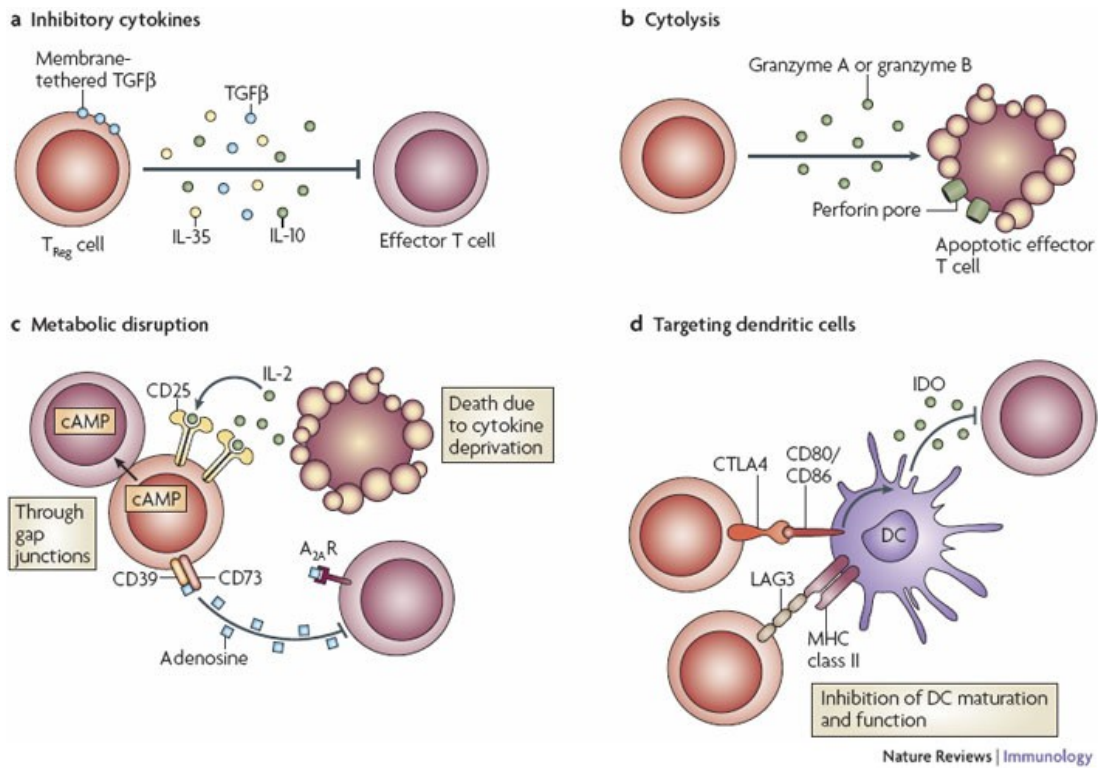 a Inhibitory cytokines
Membrane-
tethered TGFβ
TGFβ
IL-35
IL-10
T_Reg cell
Effector T cell
b Cytolysis
Granzyme A or granzyme B
Perforin pore
Apoptotic effector
T cell
c Metabolic disruption
IL-2
CD25
cAMP
cAMP
Death due
to cytokine
deprivation
Through
gap
junctions
CD39
CD73
A2AR
Adenosine
d Targeting dendritic cells
IDO
CTLA4
CD80/
CD86
DC
LAG3
MHC
class II
Inhibition of DC maturation
and function
Nature Reviews | Immunology